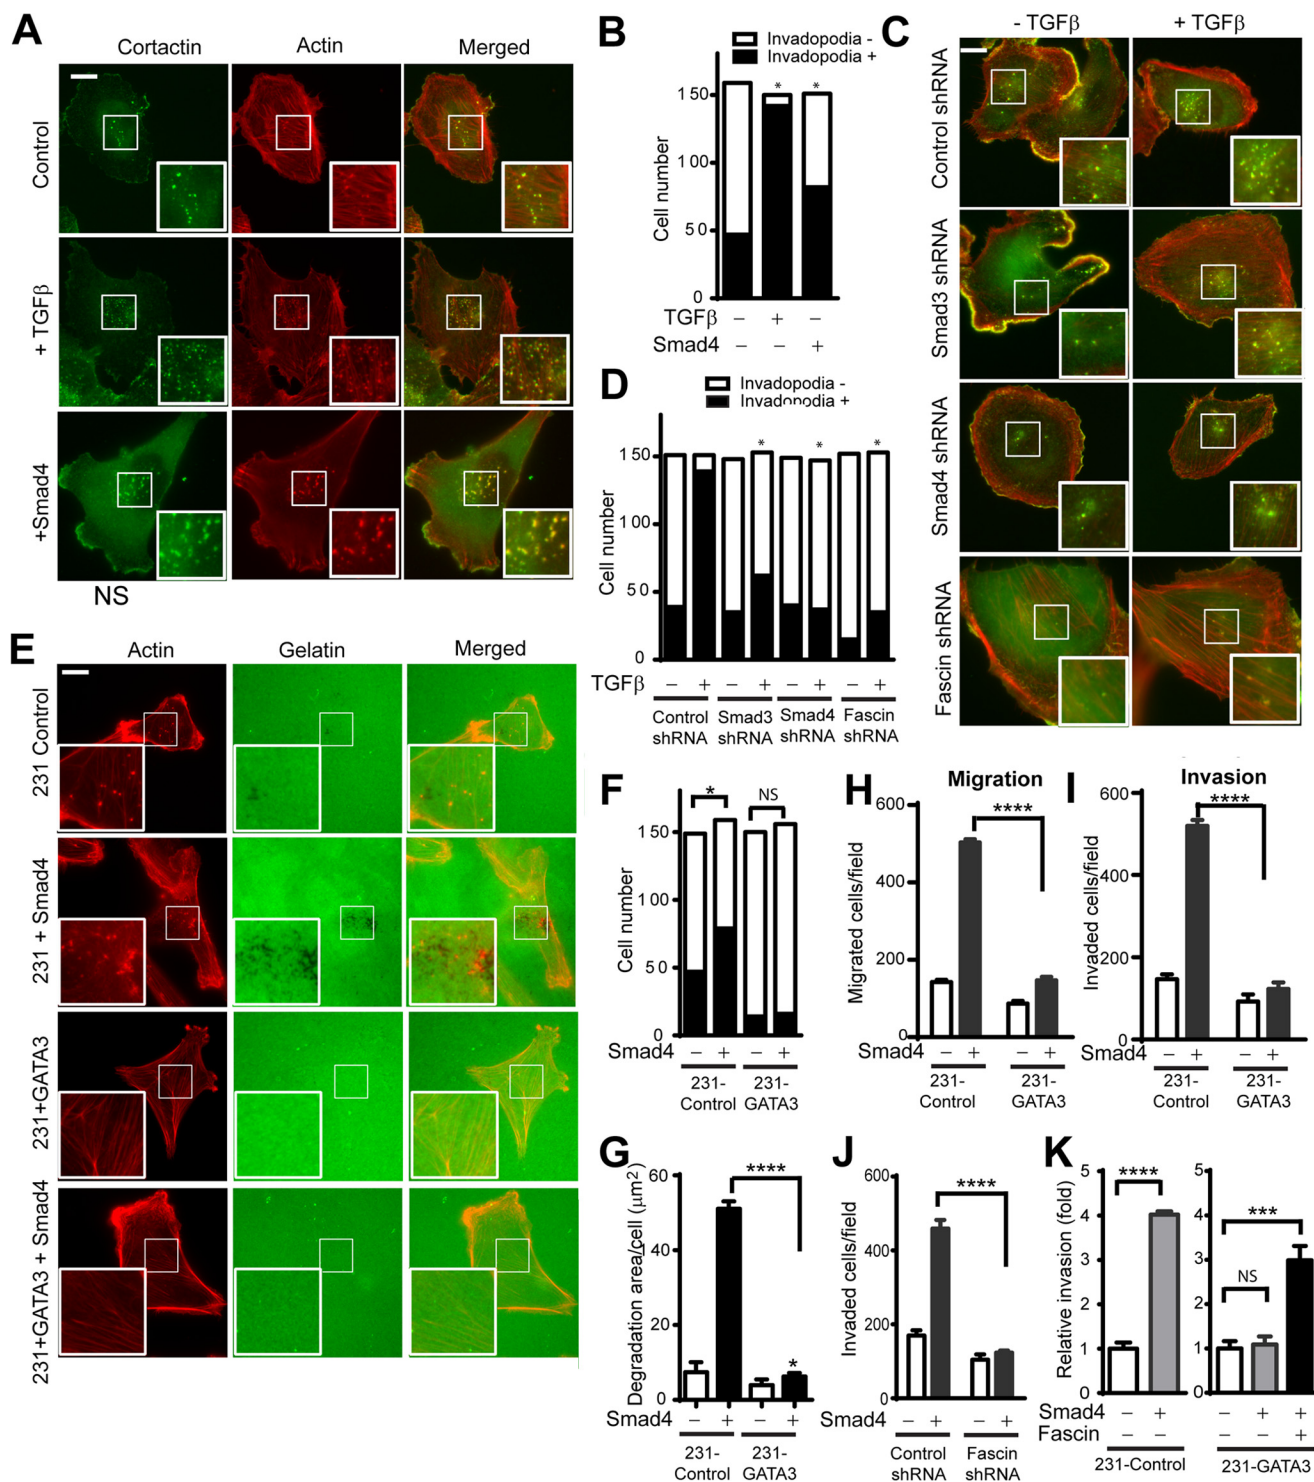 A
Cortactin
Actin
Merged
Control
+ TGFβ
+Smad4
NS
B
Invadopodia -
Invadopodia +
Cell number
150
100
50
0
* *
TGFβ – + –
Smad4 – – +
C
- TGFβ
+ TGFβ
Control shRNA
Smad3 shRNA
Smad4 shRNA
Fascin shRNA
D
Invadopodia -
Invadopodia +
Cell number
150
100
50
0
* * *
TGFβ – + – + – + – +
Control shRNA
Smad3 shRNA
Smad4 shRNA
Fascin shRNA
E
Actin
Gelatin
Merged
231 Control
231 + Smad4
231+GATA3
231+GATA3 + Smad4
F
* NS
Cell number
150
100
50
0
Smad4 – + – +
231-Control
231-GATA3
H
Migration
****
Migrated cells/field
600
400
200
0
Smad4 – + – +
231-Control
231-GATA3
I
Invasion
****
Invaded cells/field
600
400
200
0
Smad4 – + – +
231-Control
231-GATA3
G
****
*
Degradation area/cell (μm²)
60
40
20
0
Smad4 – + – +
231-Control
231-GATA3
J
****
Invaded cells/field
600
400
200
0
Smad4 – + – +
Control shRNA
Fascin shRNA
K
****
Relative invasion (fold)
5
4
3
2
1
0
***
NS
5
4
3
5
1
0
Smad4 – + – + +
Fascin – – +
231-Control
231-GATA3